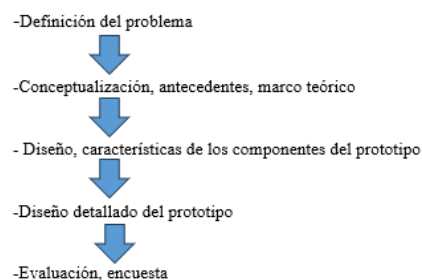 -Definición del problema
-Conceptualización, antecedentes, marco teórico
- Diseño, características de los componentes del prototipo
-Diseño detallado del prototipo
-Evaluación, encuesta